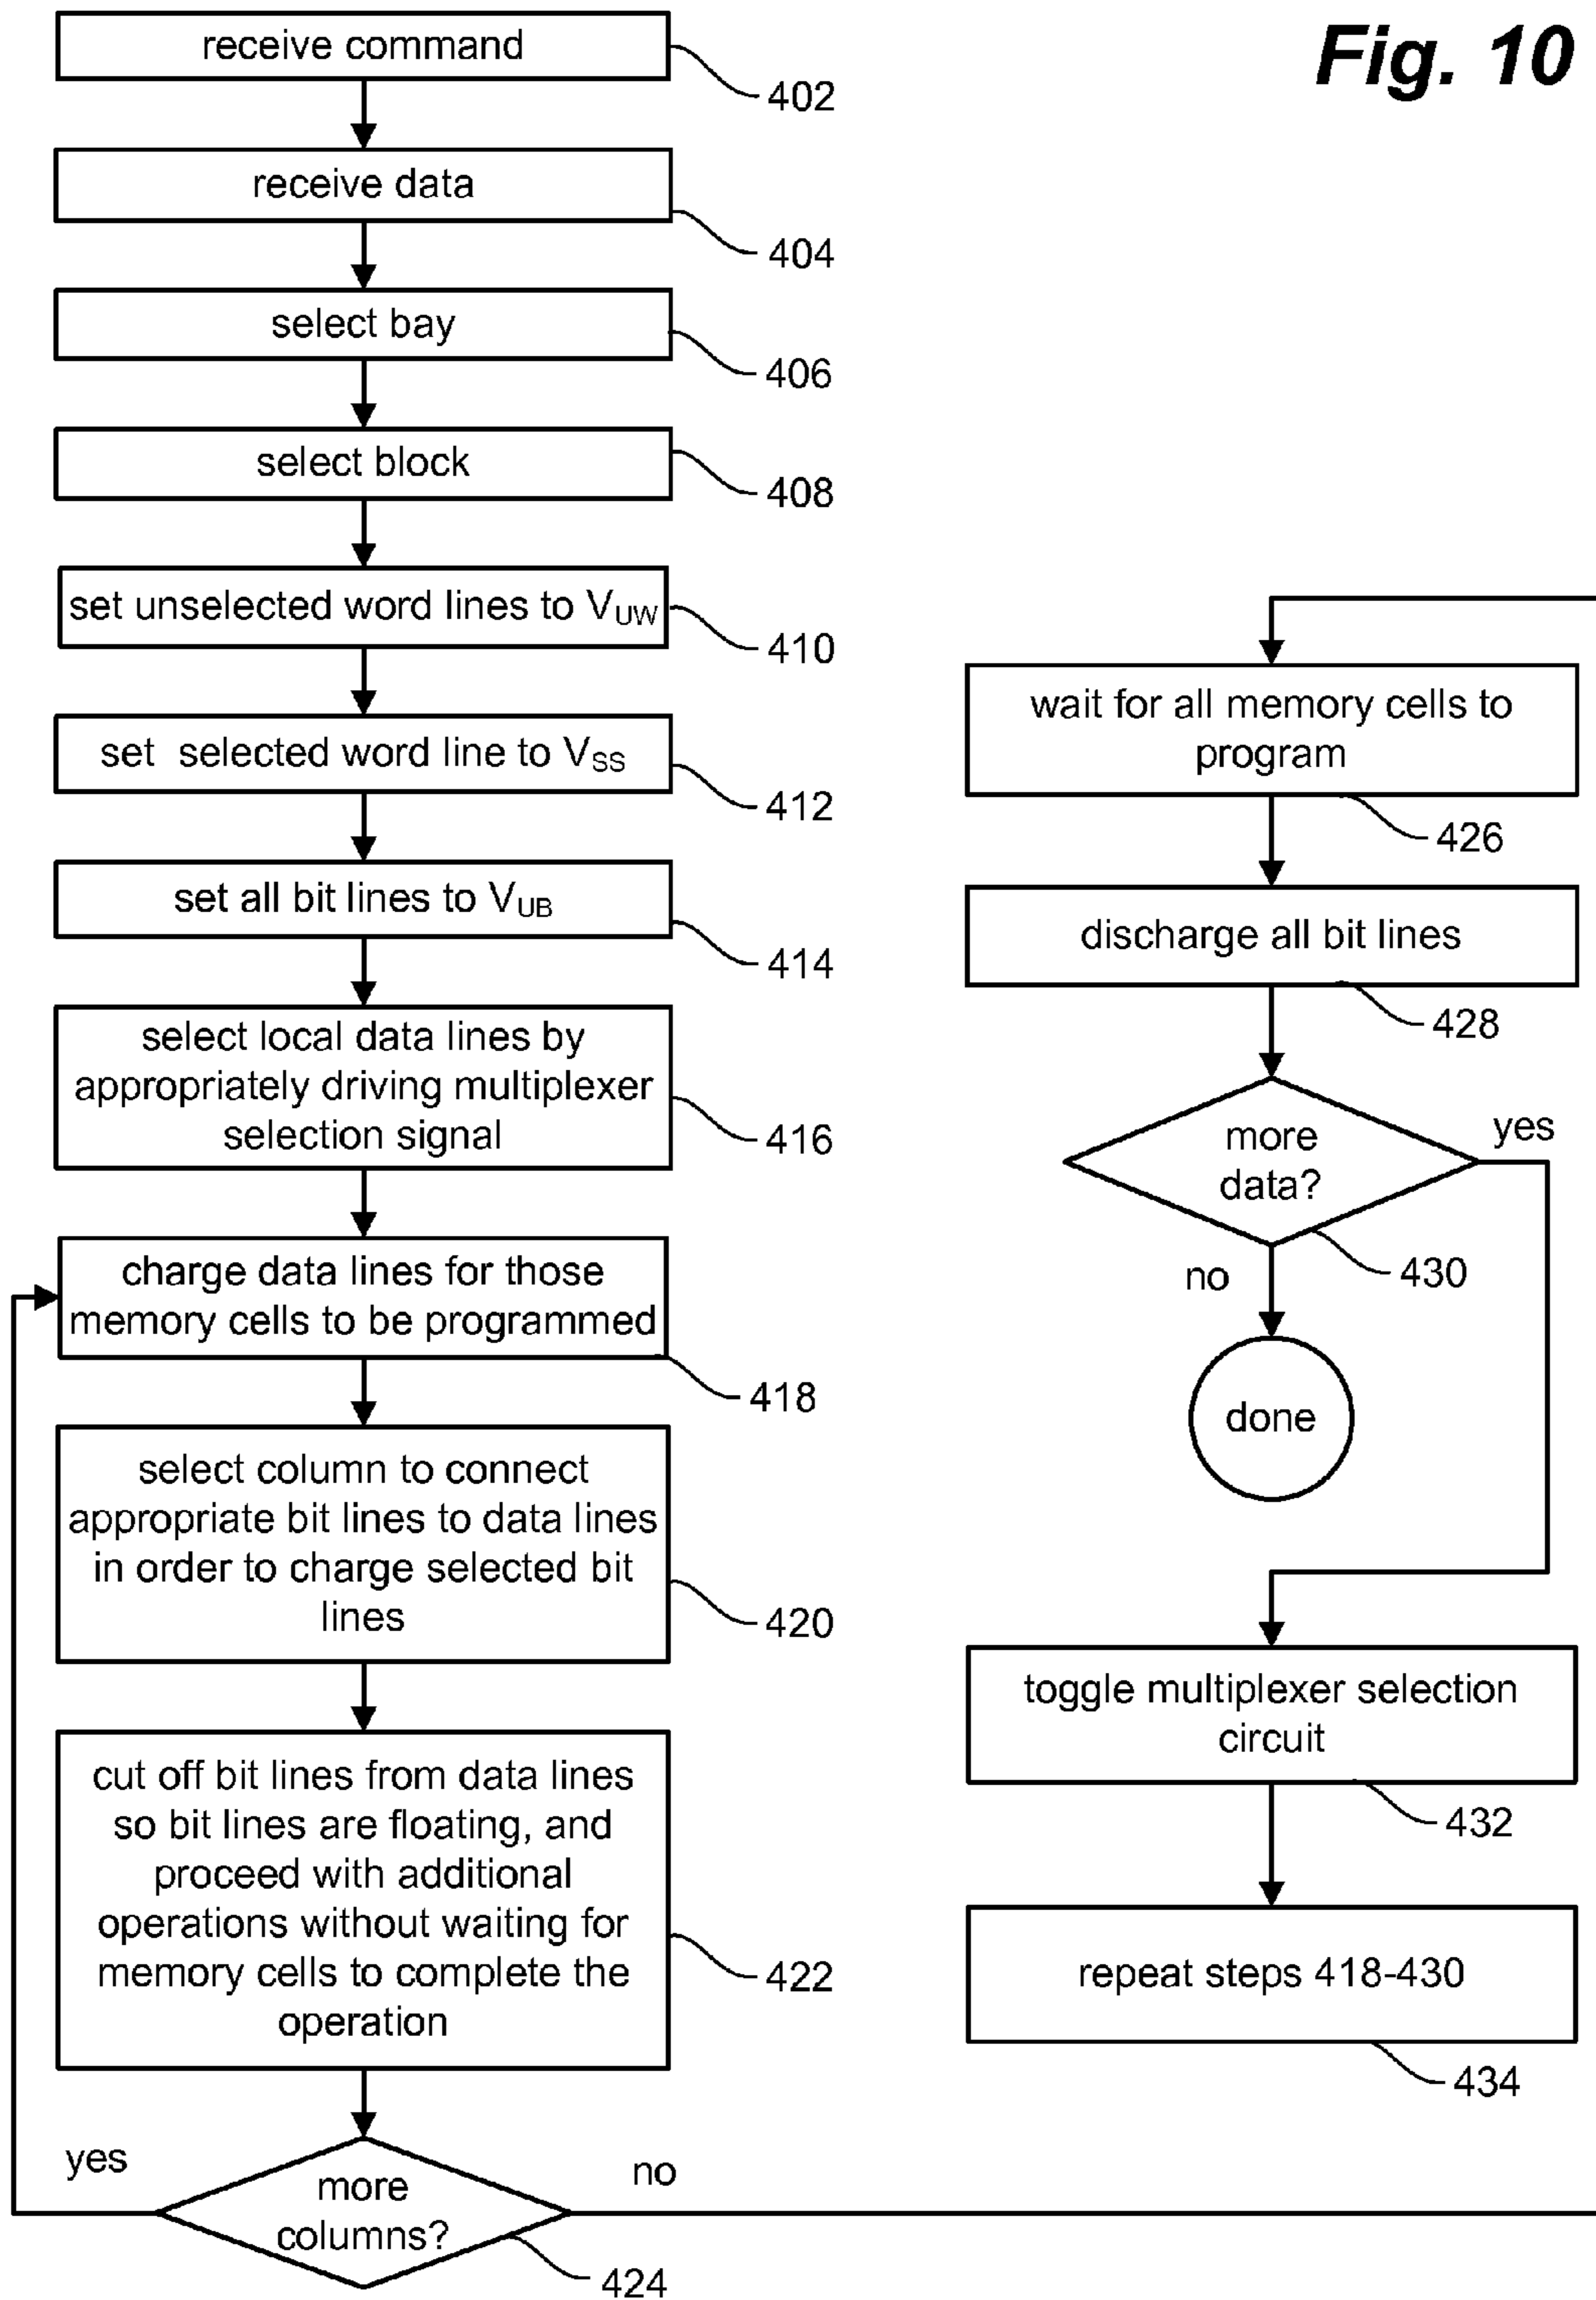 Fig. 10
receive command
402
receive data
404
select bay
406
select block
408
set unselected word lines to VUW
410
set selected word line to VSS
412
set all bit lines to VUB
414
select local data lines by
appropriately driving multiplexer
selection signal
416
charge data lines for those
memory cells to be programmed
418
select column to connect
appropriate bit lines to data lines
in order to charge selected bit
lines
420
cut off bit lines from data lines
so bit lines are floating, and
proceed with additional
operations without waiting for
memory cells to complete the
operation
422
yes
no
more
columns?
424
wait for all memory cells to
program
426
discharge all bit lines
428
more
data?
yes
430
no
done
toggle multiplexer selection
circuit
432
repeat steps 418-430
434